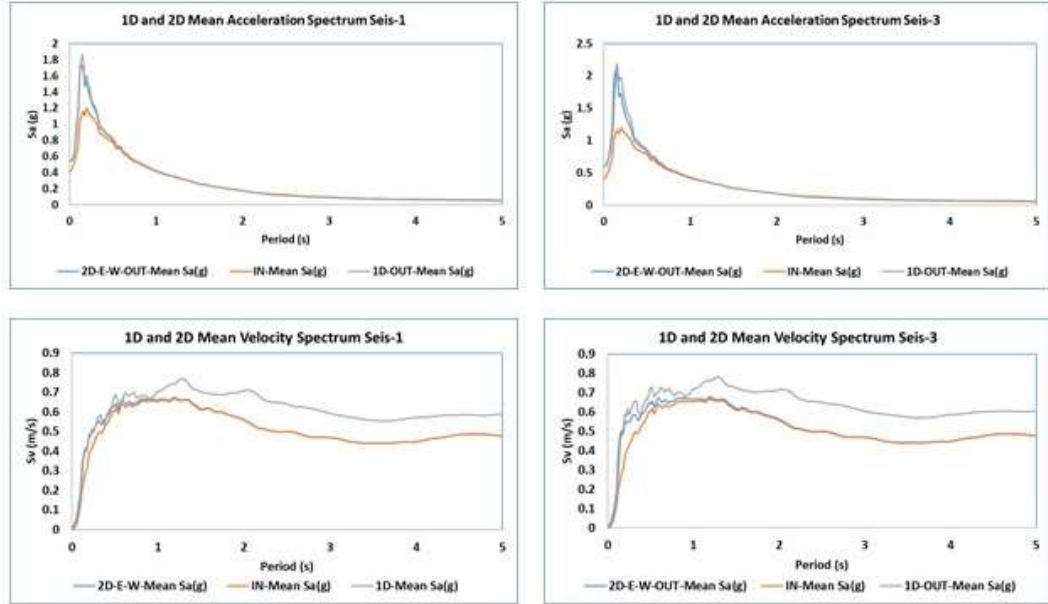 1D and 2D Mean Acceleration Spectrum Seis-1
2
1.8
1.6
1.4
1.2
1
0.8
0.6
0.4
0.2
0
Sa (g)
0 1 2 3 4 5
Period (s)
2D-E-W-OUT-Mean Sa(g) IN-Mean Sa(g) 1D-OUT-Mean Sa(g)
1D and 2D Mean Acceleration Spectrum Seis-3
2.5
2
1.5
1
0.5
0
Sa (g)
0 1 2 3 4 5
Period (s)
2D-E-W-OUT-Mean Sa(g) IN-Mean Sa(g) 1D-OUT-Mean Sa(g)
1D and 2D Mean Velocity Spectrum Seis-1
0.9
0.8
0.7
0.6
0.5
0.4
0.3
0.2
0.1
0
Sv (m/s)
0 1 2 3 4 5
Period (s)
2D-E-W-Mean Sa(g) IN-Mean Sa(g) 1D-Mean Sa(g)
1D and 2D Mean Velocity Spectrum Seis-3
0.9
0.8
0.7
0.6
0.5
0.4
0.3
0.2
0.1
0
Sv (m/s)
0 1 2 3 4 5
Period (s)
2D-E-W-OUT-Mean Sa(g) IN-Mean Sa(g) 1D-OUT-Mean Sa(g)